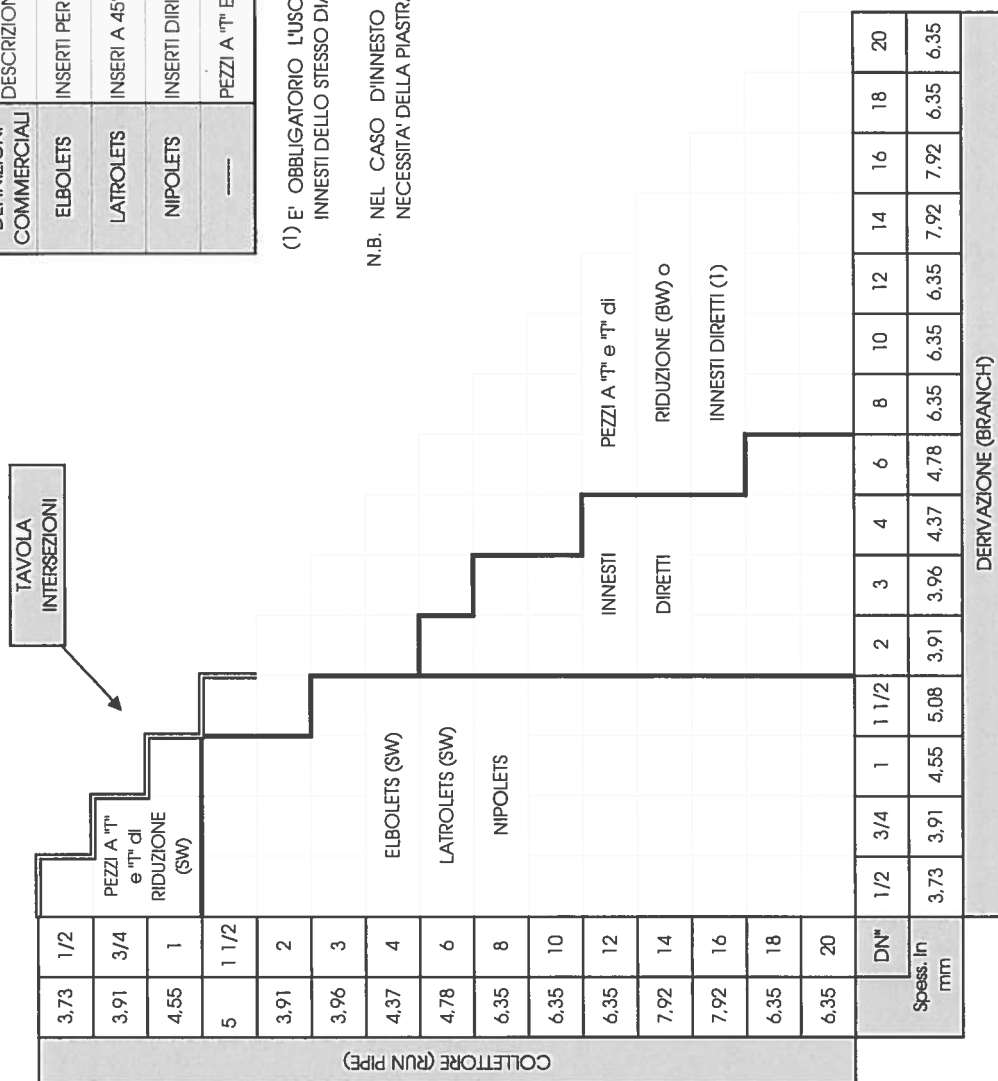 DESCRIZION
COMMERCIALI
ELBOLETS
INSERTI PER
LATROLETS
INSERI A 45°
NIPOLETS
INSERTI DIRE
PEZZI A "T" E
(1) E' OBBLIGATORIO L'USO
INNESTI DELLO STESSO DIA
N.B. NEL CASO D'INNESTO
NECESSITA' DELLA PIASTRA
TAVOLA
INTERSEZIONI
COLLETTORE (RUN PIPE)
3,73 1/2
3,91 3/4
4,55 1
5 1 1/2
3,91 2
3,96 3
4,37 4
4,78 6
6,35 8
6,35 10
6,35 12
7,92 14
7,92 16
6,35 18
6,35 20
PEZZI A "T"
e "T" di
RIDUZIONE
(SW)
ELBOLETS (SW)
LATROLETS (SW)
NIPOLETS
INNESTI
DIRETTI
PEZZI A "T" e "T" di
RIDUZIONE (BW) o
INNESTI DIRETTI (1)
DN" 1/2 3/4 1 1 1/2 2 3 4 6 8 10 12 14 16 18 20
Spess. In
mm
3,73 3,91 4,55 5,08 3,91 3,96 4,37 4,78 6,35 6,35 6,35 7,92 7,92 6,35 6,35
DERIVAZIONE (BRANCH)